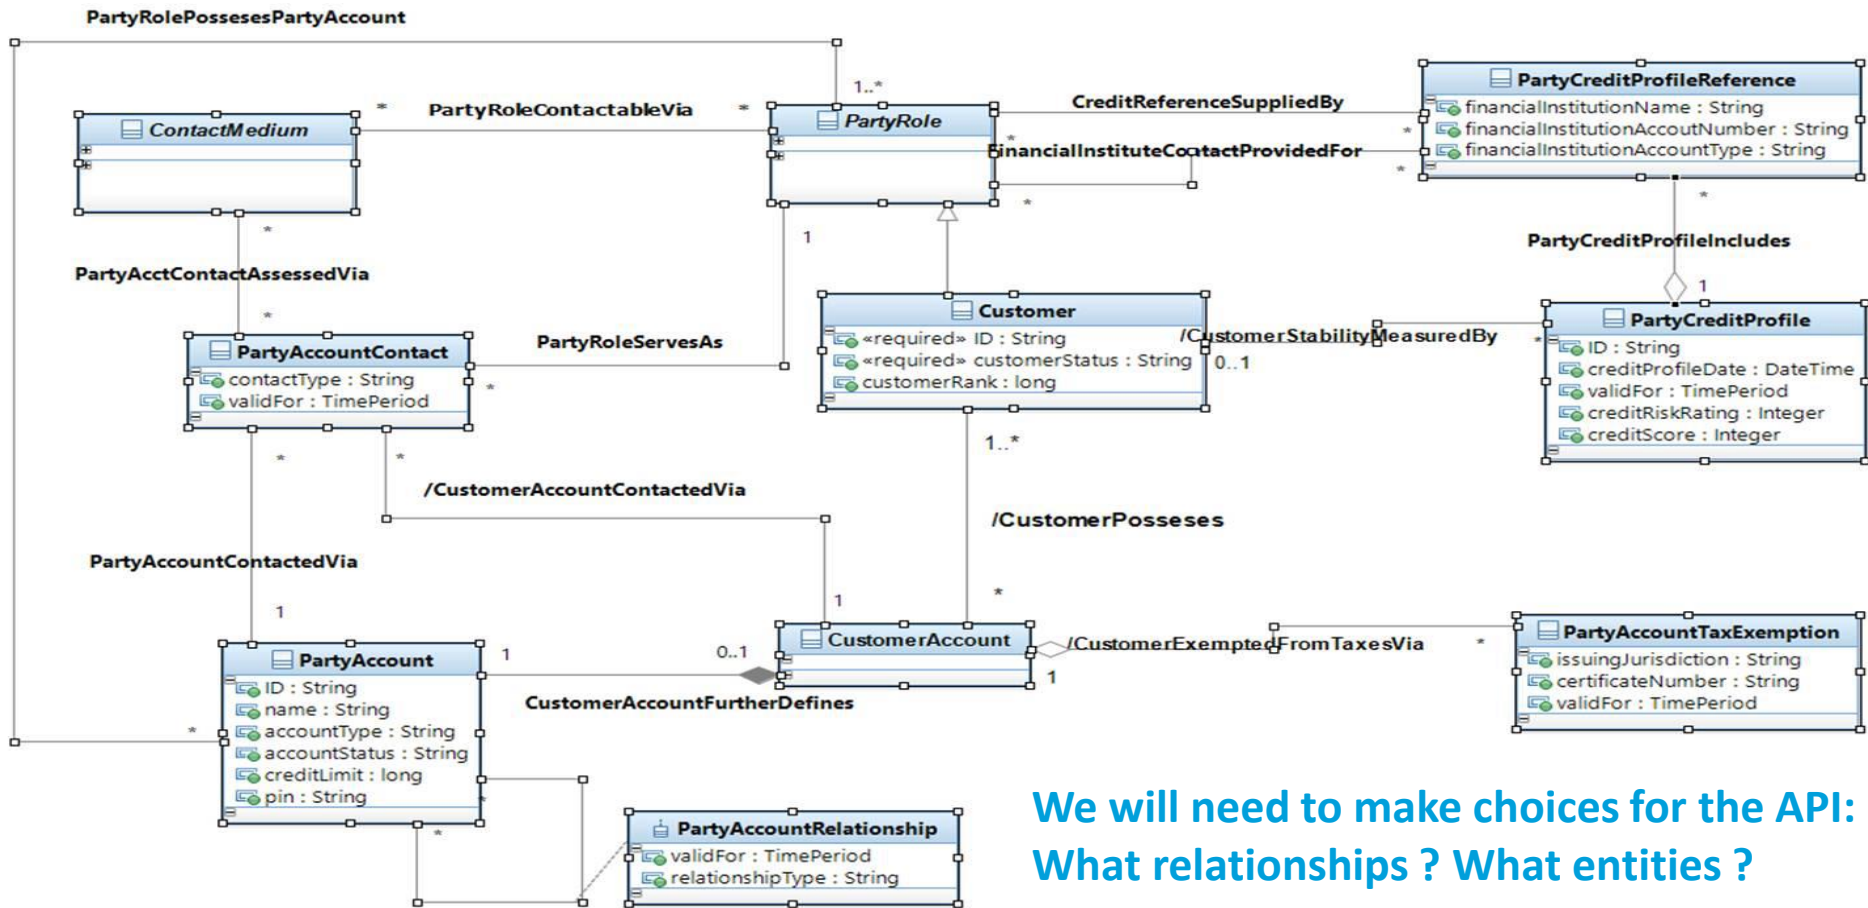 PartyRolePossesesPartyAccount
1..*
ContactMedium
*
PartyRoleContactableVia
*
PartyRole
CreditReferenceSuppliedBy
*
*
FinancialInstituteContactProvidedFor
*
*
PartyCreditProfileReference
financialInstitutionName : String
financialInstitutionAccoutNumber : String
financialInstitutionAccountType : String
*
PartyCreditProfileIncludes
1
*
PartyAcctContactAssessedVia
*
1
PartyRoleServesAs
*
Customer
«required» ID : String
«required» customerStatus : String
customerRank : long
/CustomerStabilityMeasuredBy
0..1
*
PartyCreditProfile
ID : String
creditProfileDate : DateTime
validFor : TimePeriod
creditRiskRating : Integer
creditScore : Integer
PartyAccountContact
contactType : String
validFor : TimePeriod
*
*
1..*
/CustomerAccountContactedVia
/CustomerPosseses
PartyAccountContactedVia
1
1
*
PartyAccount
ID : String
name : String
accountType : String
accountStatus : String
creditLimit : long
pin : String
*
1
0..1
CustomerAccountFurtherDefines
CustomerAccount
/CustomerExemptedFromTaxesVia
1
*
PartyAccountTaxExemption
issuingJurisdiction : String
certificateNumber : String
validFor : TimePeriod
*
*
PartyAccountRelationship
validFor : TimePeriod
relationshipType : String
We will need to make choices for the API:
What relationships ? What entities ?